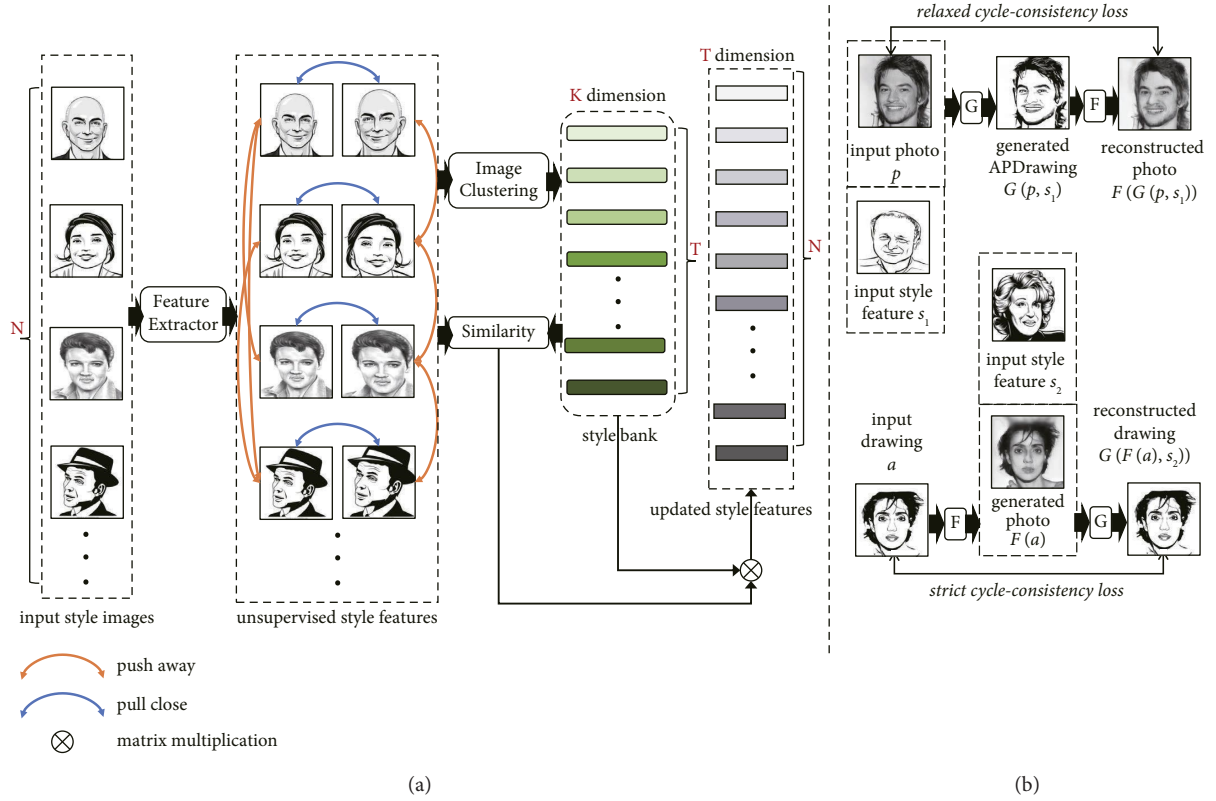 N
input style images
Feature
Extractor
unsupervised style features
Image
Clustering
Similarity
K dimension
T
style bank
T dimension
N
updated style features
push away
pull close
matrix multiplication
(a)
relaxed cycle-consistency loss
input photo
p
G
generated
APDrawing
G (p, s₁)
F
reconstructed
photo
F (G (p, s₁))
input style
feature s₁
input style
feature s₂
input
drawing
a
F
generated
photo
F (a)
G
reconstructed
drawing
G (F (a), s₂))
strict cycle-consistency loss
(b)